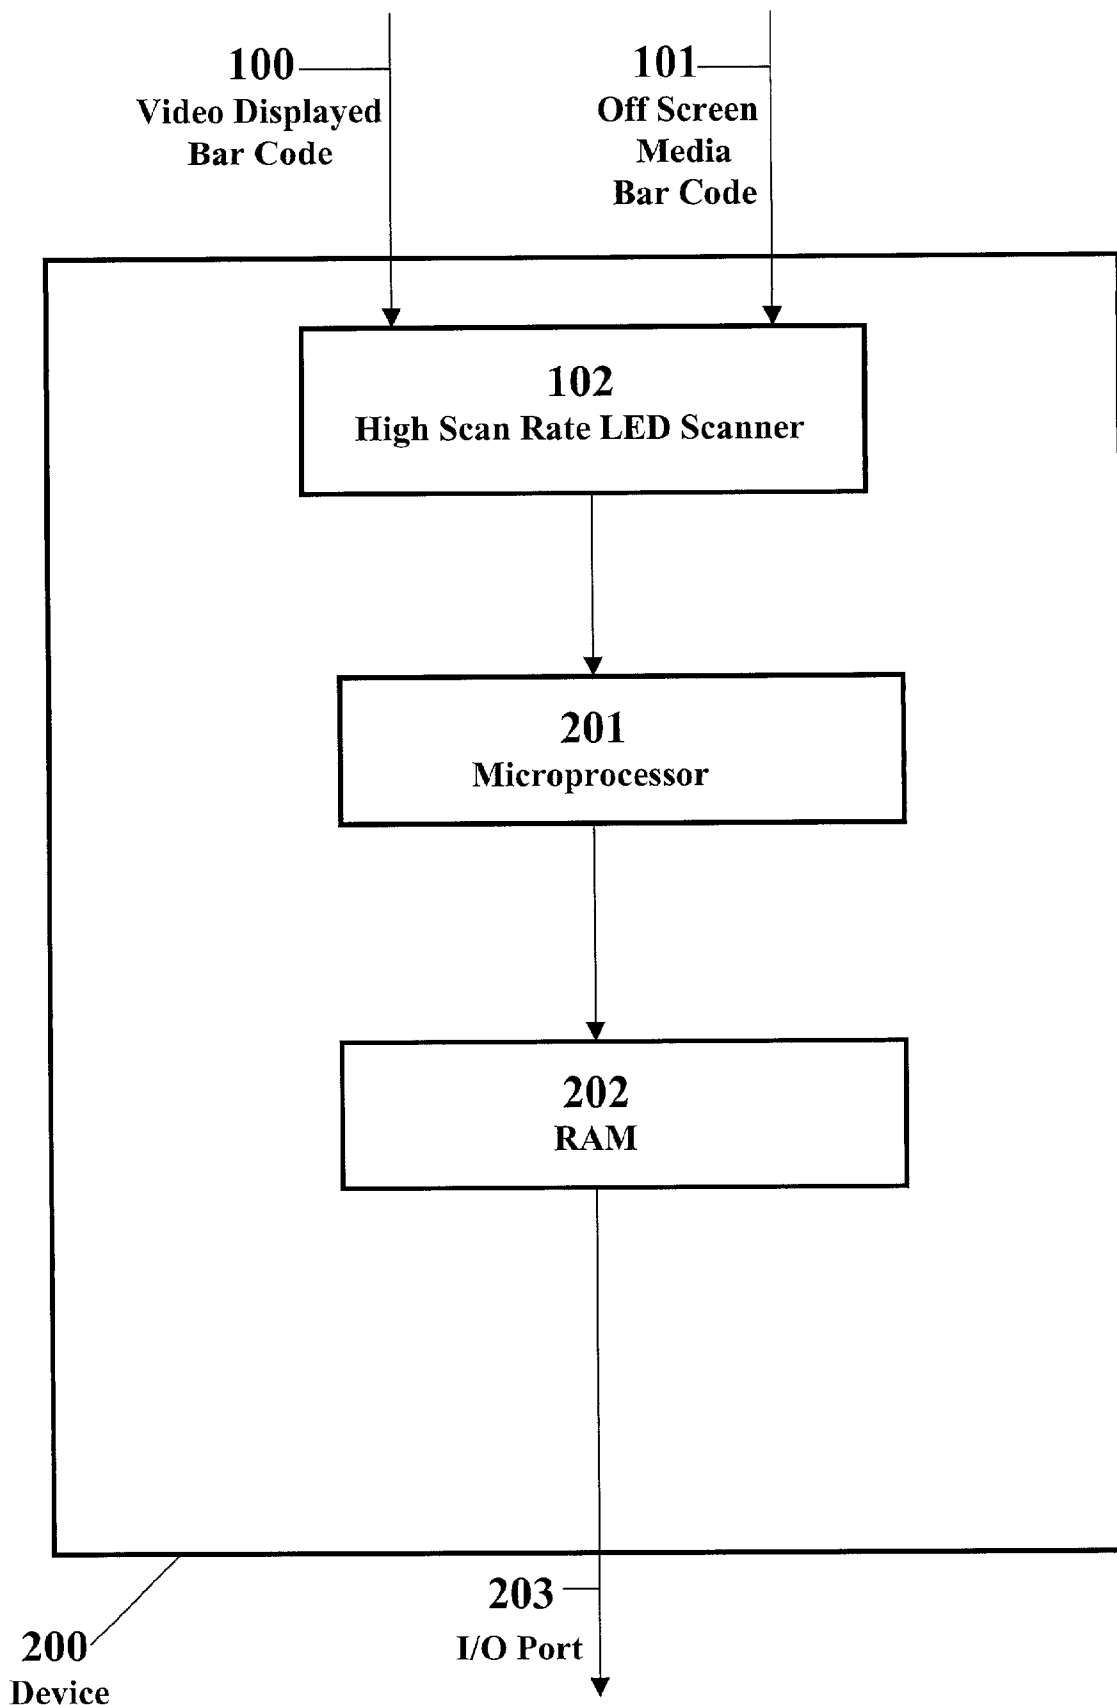 100
Video Displayed
Bar Code
101
Off Screen
Media
Bar Code
102
High Scan Rate LED Scanner
201
Microprocessor
202
RAM
203
I/O Port
200
Device